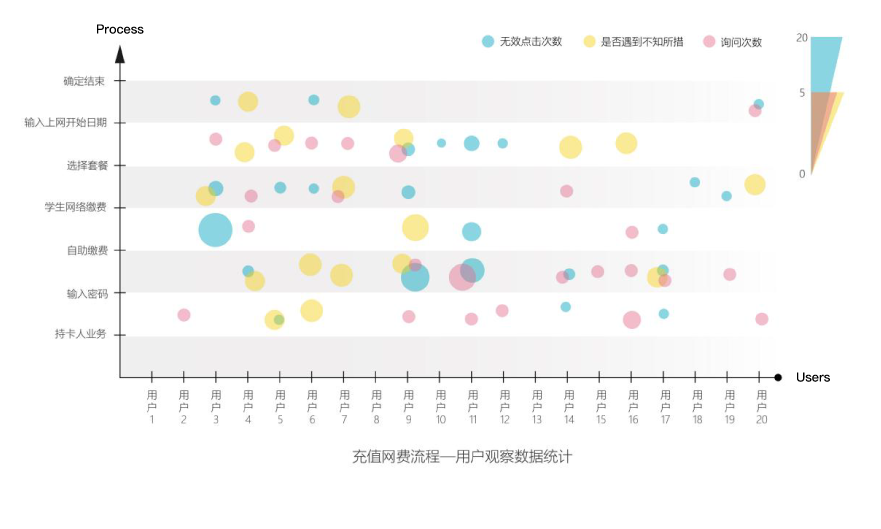 Process
无效点击次数
是否遇到不知所措
询问次数
20
5
0
确定结束
输入上网开始日期
选择套餐
学生网络缴费
自助缴费
输入密码
持卡人业务
Users
用户1
用户2
用户3
用户4
用户5
用户6
用户7
用户8
用户9
用户10
用户11
用户12
用户13
用户14
用户15
用户16
用户17
用户18
用户19
用户20
充值网费流程—用户观察数据统计